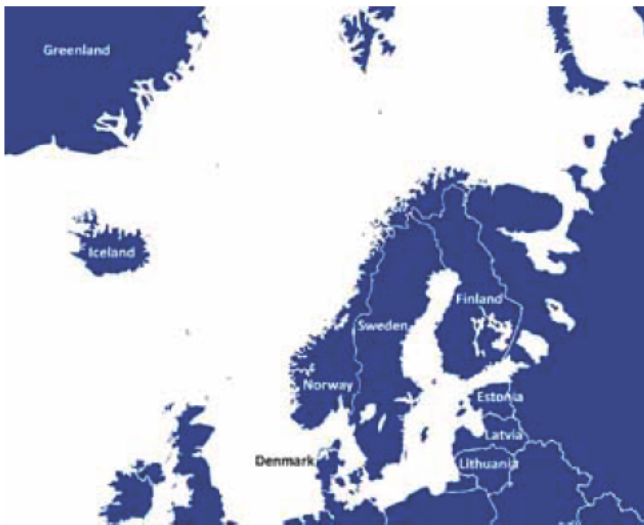 Greenland
Iceland
Finland
Sweden
Norway
Estonia
Latvia
Denmark
Lithuania